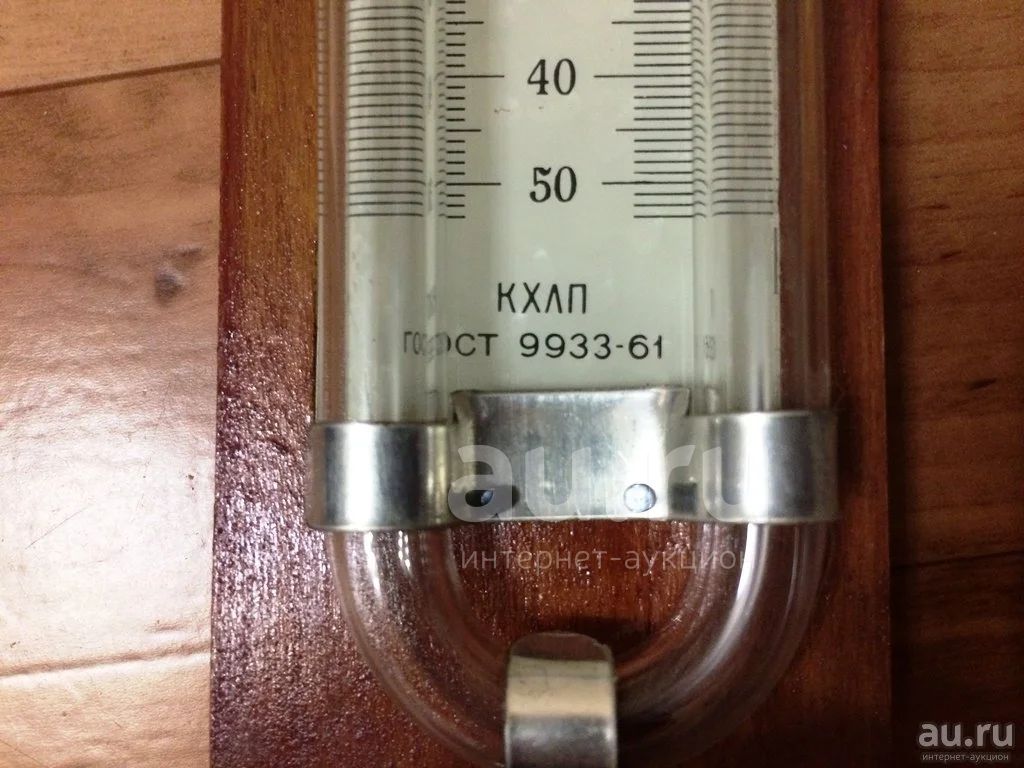 40
50
КХЛП
ГОСТ 9933-61
au.ru
интернет-аукцион
au.ru
интернет-аукцион